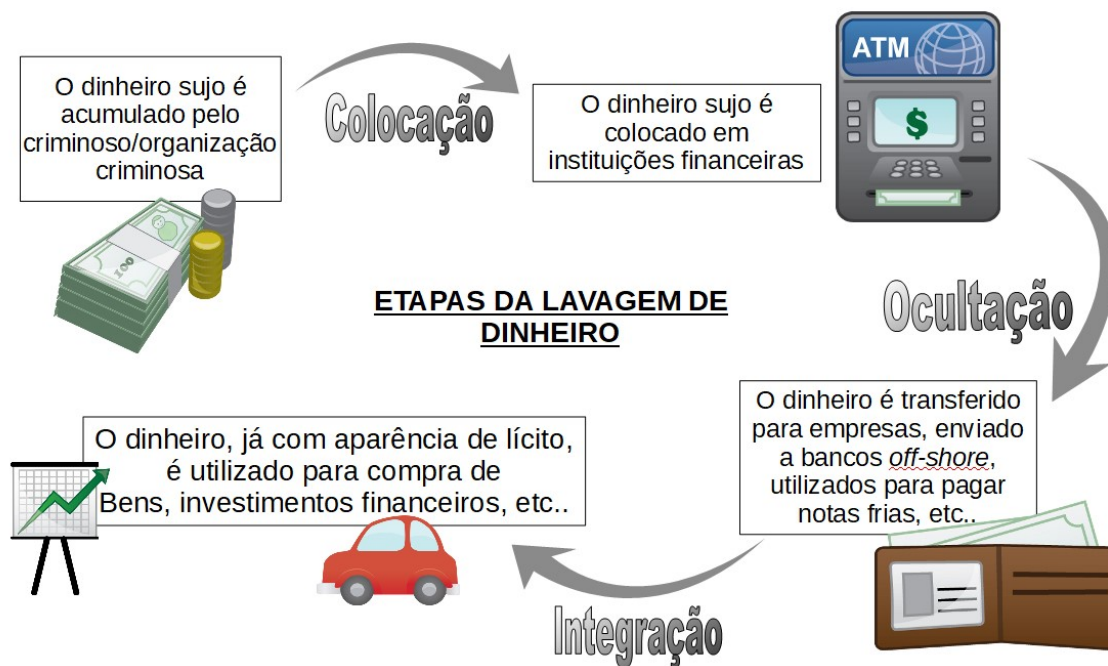 O dinheiro sujo é
acumulado pelo
criminoso/organização
criminosa
Colocação
O dinheiro sujo é
colocado em
instituições financeiras
ATM
$
Ocultação
ETAPAS DA LAVAGEM DE
DINHEIRO
O dinheiro é transferido
para empresas, enviado
a bancos off-shore,
utilizados para pagar
notas frias, etc..
Integração
O dinheiro, já com aparência de lícito,
é utilizado para compra de
Bens, investimentos financeiros, etc..
100